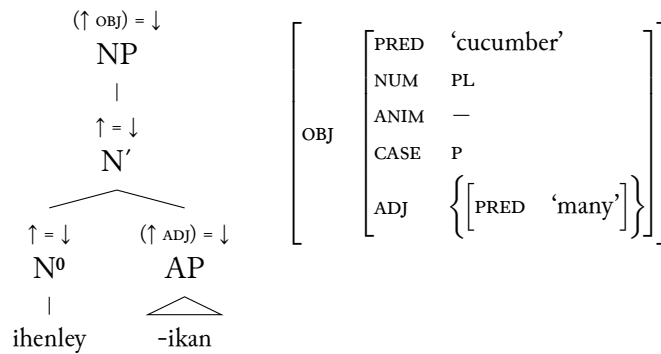 (↑ OBJ) = ↓
NP
↑ = ↓
N′
↑ = ↓ (↑ ADJ) = ↓
N⁰ AP
ihenley -ikan
OBJ
PRED ‘cucumber’
NUM PL
ANIM —
CASE P
ADJ {[PRED ‘many’]}